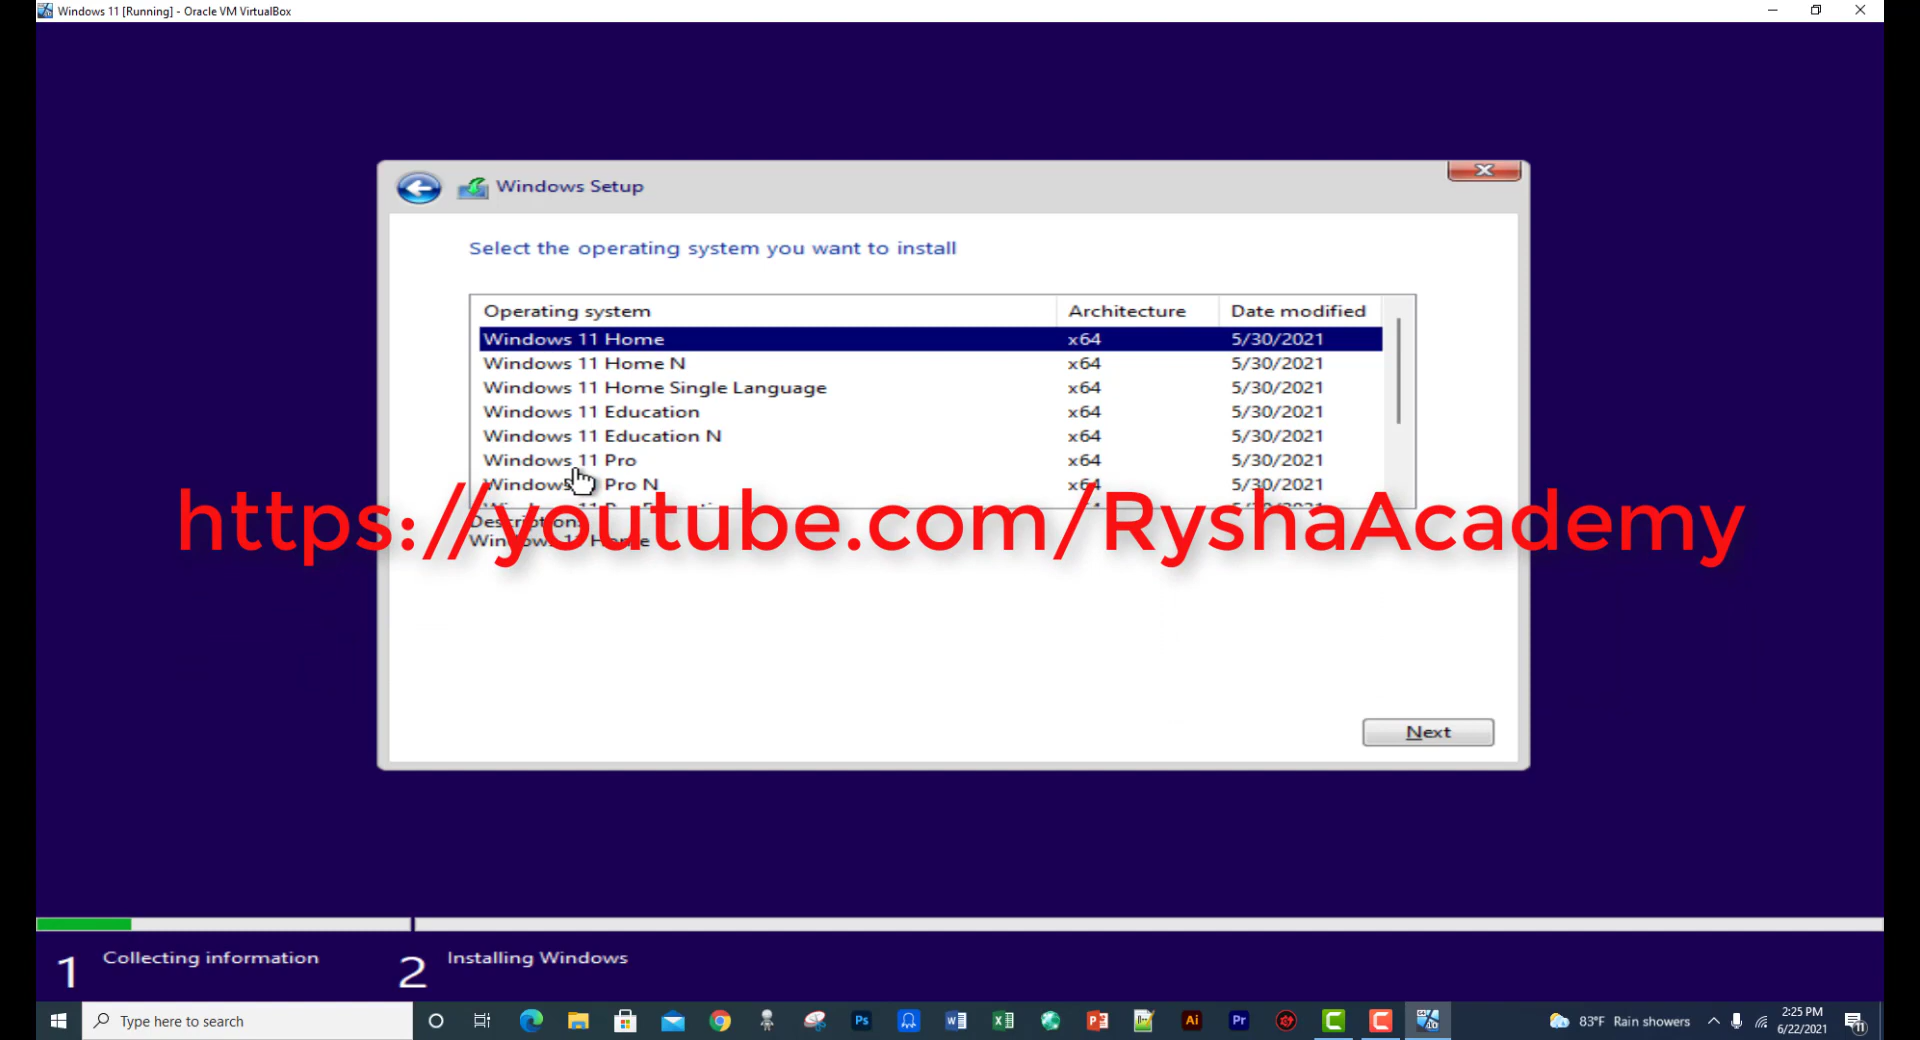 Windows 11 [Running] - Oracle VM VirtualBox
Windows Setup
Select the operating system you want to install
Operating system Architecture Date modified
Windows 11 Home x64 5/30/2021
Windows 11 Home N x64 5/30/2021
Windows 11 Home Single Language x64 5/30/2021
Windows 11 Education x64 5/30/2021
Windows 11 Education N x64 5/30/2021
Windows 11 Pro x64 5/30/2021
Windows 11 Pro N x64 5/30/2021
https://youtube.com/RyshaAcademy
Description:
Windows 11 Home
Next
1 Collecting information 2 Installing Windows
Type here to search
Ps
Ai
Pr
83°F Rain showers
2:25 PM
6/22/2021
11